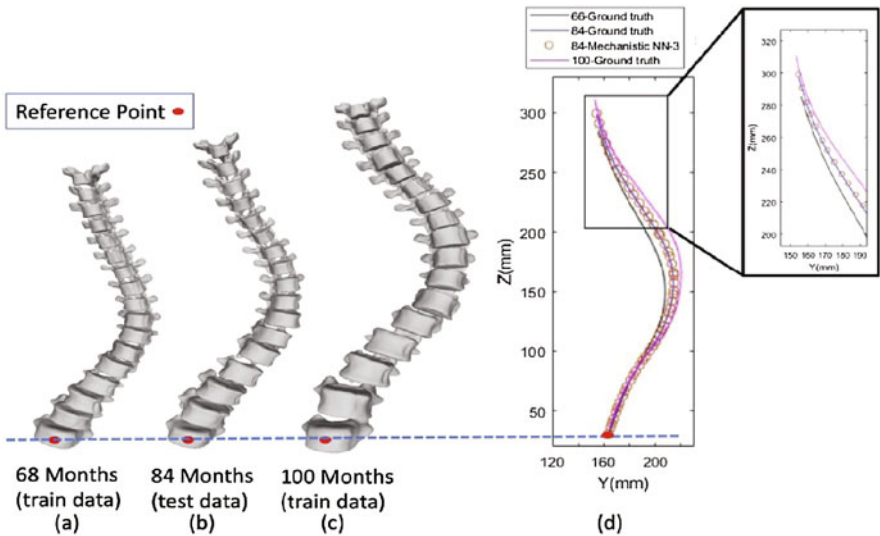 Reference Point
68 Months
(train data)
(a)
84 Months
(test data)
(b)
100 Months
(train data)
(c)
66-Ground truth
84-Ground truth
84-Mechanistic NN-3
100-Ground truth
300
250
200
150
100
50
Z(mm)
120
160
200
Y(mm)
(d)
320
300
280
260
240
220
200
Z(mm)
150
160
170
180
190
Y(mm)